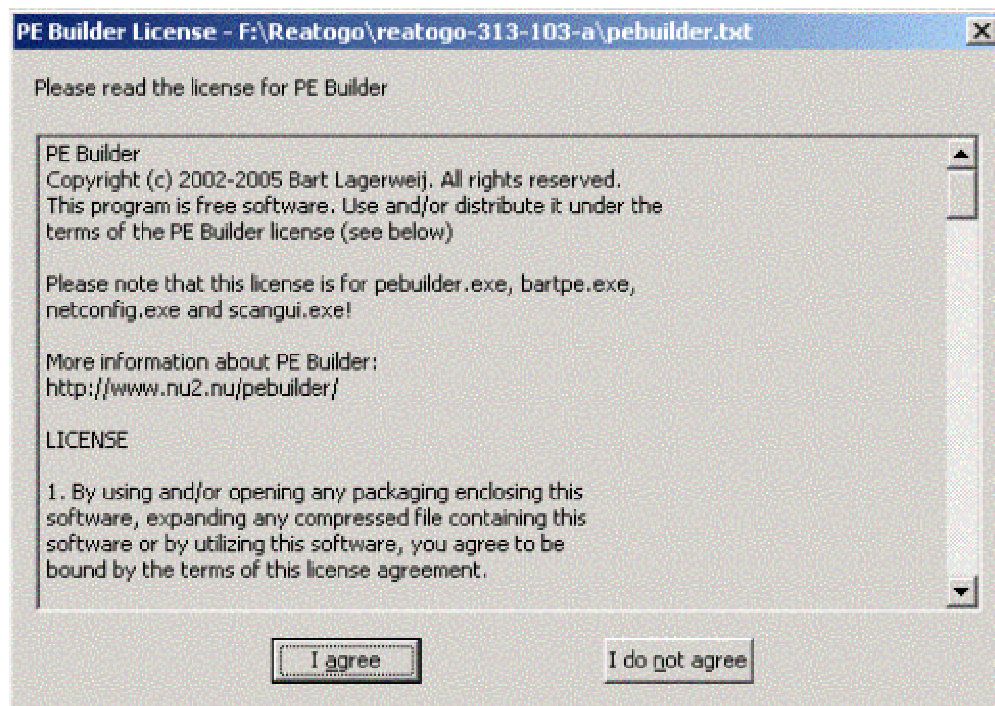 PE Builder License - F:\Reatogo\reatogo-313-103-a\pebuilder.txt
Please read the license for PE Builder
PE Builder
Copyright (c) 2002-2005 Bart Lagerweij. All rights reserved.
This program is free software. Use and/or distribute it under the
terms of the PE Builder license (see below)
Please note that this license is for pebuilder.exe, bartpe.exe,
netconfig.exe and scangui.exe!
More information about PE Builder:
http://www.nu2.nu/pebuilder/
LICENSE
1. By using and/or opening any packaging enclosing this
software, expanding any compressed file containing this
software or by utilizing this software, you agree to be
bound by the terms of this license agreement.
I agree
I do not agree